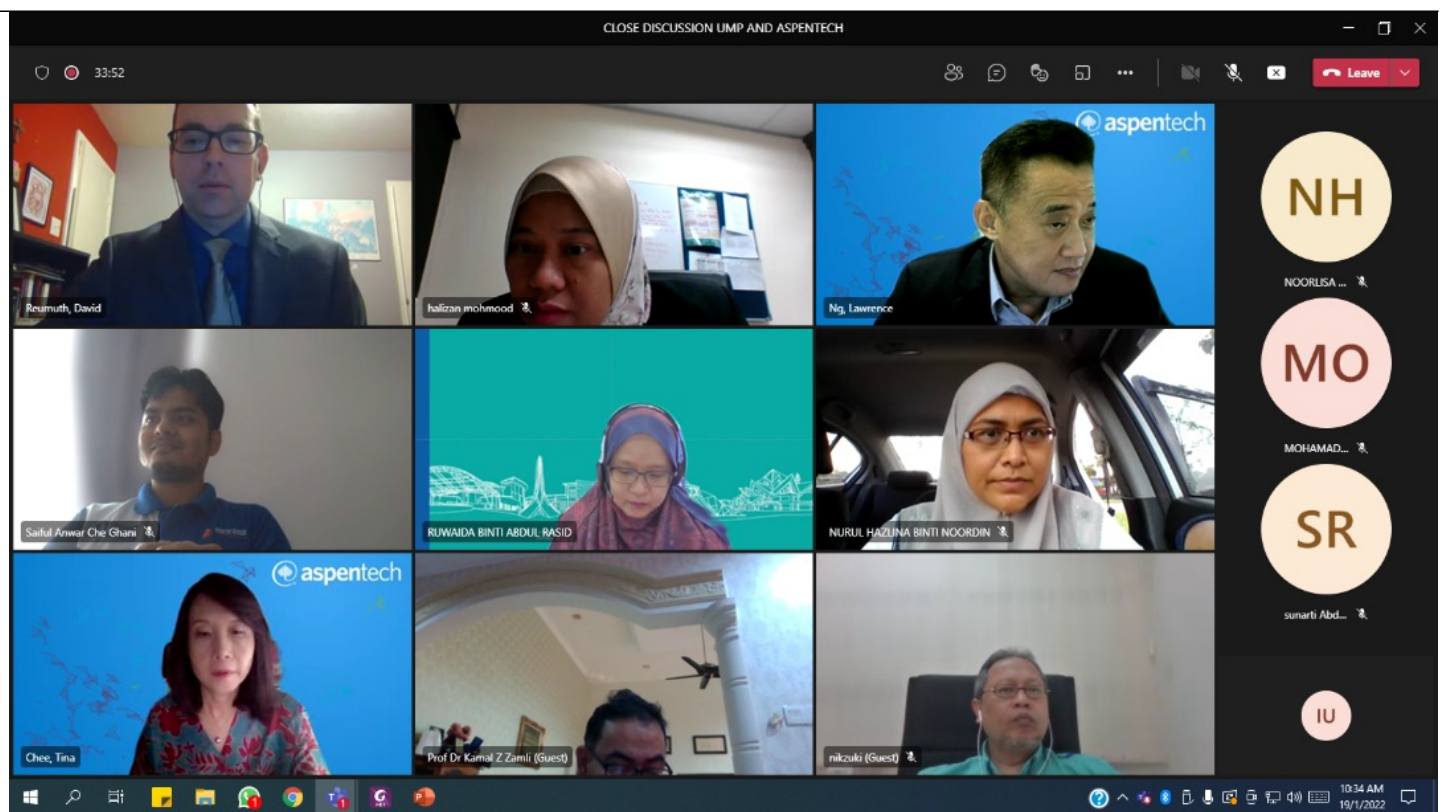 CLOSE DISCUSSION UMP AND ASPENTECH
33:52
Leave
Reumuth, David
halizan mohmood
aspentech
Ng, Lawrence
NH
NOORLISA ...
Saiful Anwar Che Ghani
RUWAIDA BINTI ABDUL RASID
NURUL HAZLINA BINTI NOORDIN
MO
MOHAMAD...
aspentech
Chee, Tina
Prof Dr Kamal Z Zamli (Guest)
nikzuki (Guest)
SR
sunarti Abd...
IU
10:34 AM
19/1/2022